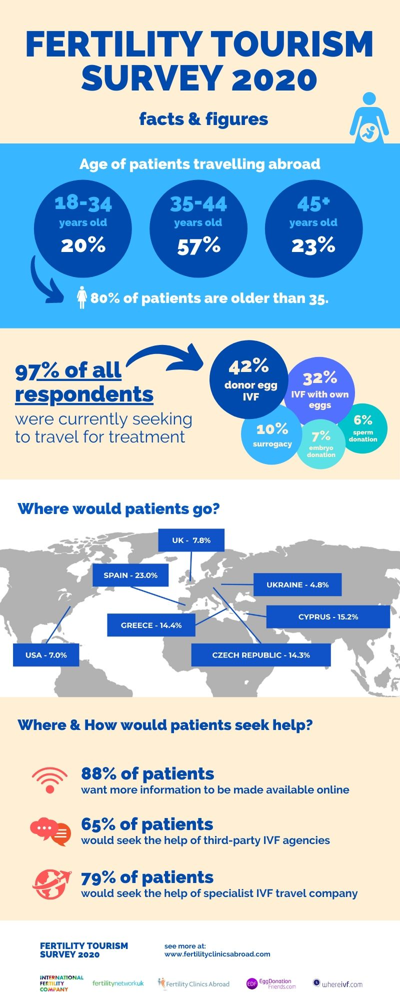 FERTILITY TOURISM
SURVEY 2020
facts & figures
Age of patients travelling abroad
18-34
years old
20%
35-44
years old
57%
45+
years old
23%
80% of patients are older than 35.
97% of all
respondents
were currently seeking
to travel for treatment
42%
donor egg
IVF
32%
IVF with own
eggs
10%
surrogacy
7%
embryo
donation
6%
sperm
donation
Where would patients go?
UK - 7.8%
SPAIN - 23.0%
UKRAINE - 4.8%
CYPRUS - 15.2%
GREECE - 14.4%
USA - 7.0%
CZECH REPUBLIC - 14.3%
Where & How would patients seek help?
88% of patients
want more information to be made available online
65% of patients
would seek the help of third-party IVF agencies
79% of patients
would seek the help of specialist IVF travel company
FERTILITY TOURISM
SURVEY 2020
see more at:
www.fertilityclinicsabroad.com
INTERNATIONAL
FERTILITY
COMPANY
fertilitynetworkuk
Fertility Clinics Abroad
EDF
EggDonation
Friends.com
i
whereivf.com